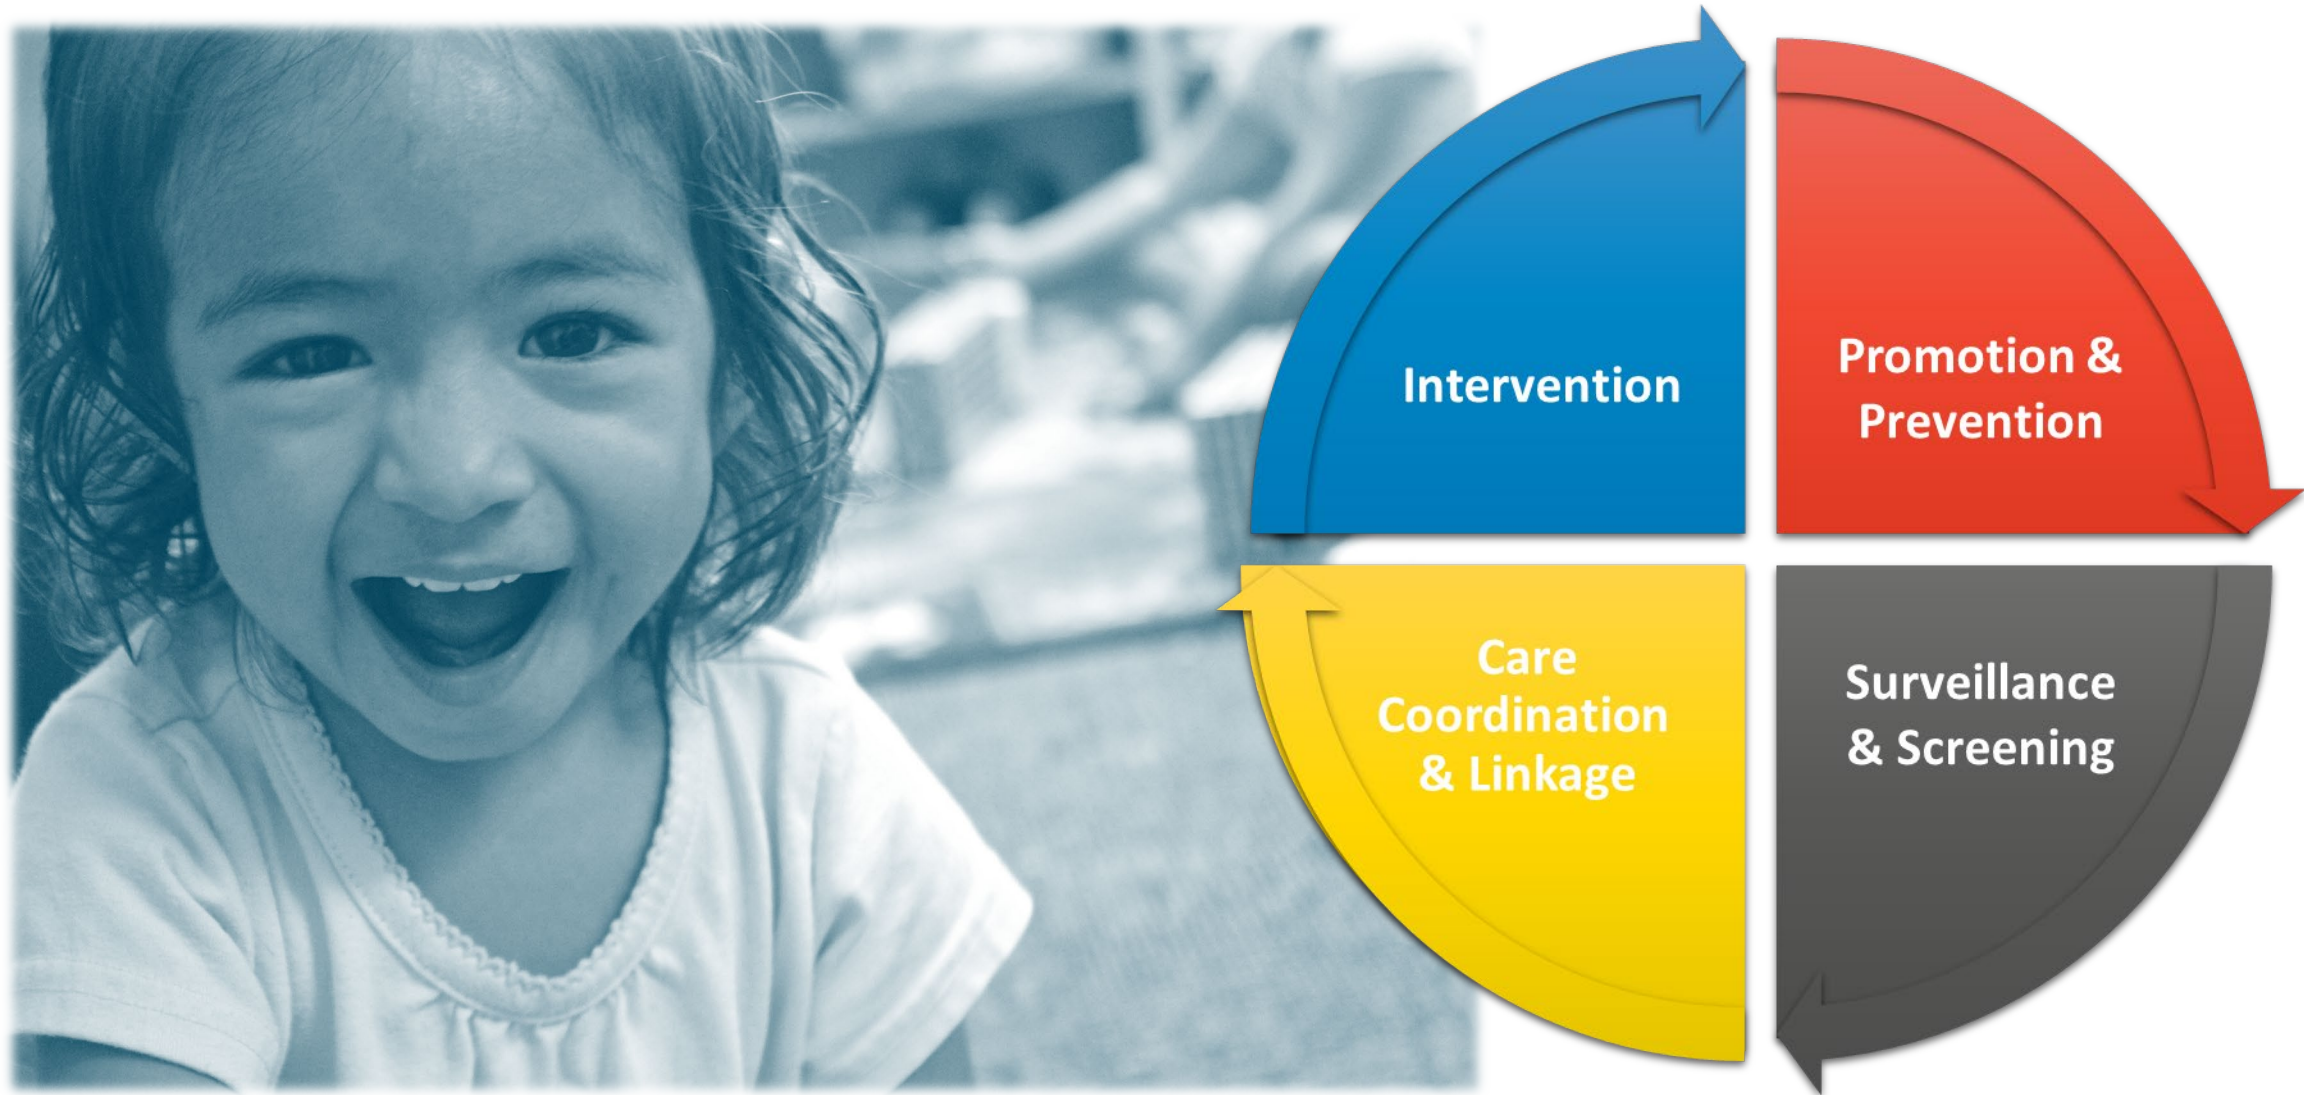 Intervention
Promotion &
Prevention
Care
Coordination
& Linkage
Surveillance
& Screening